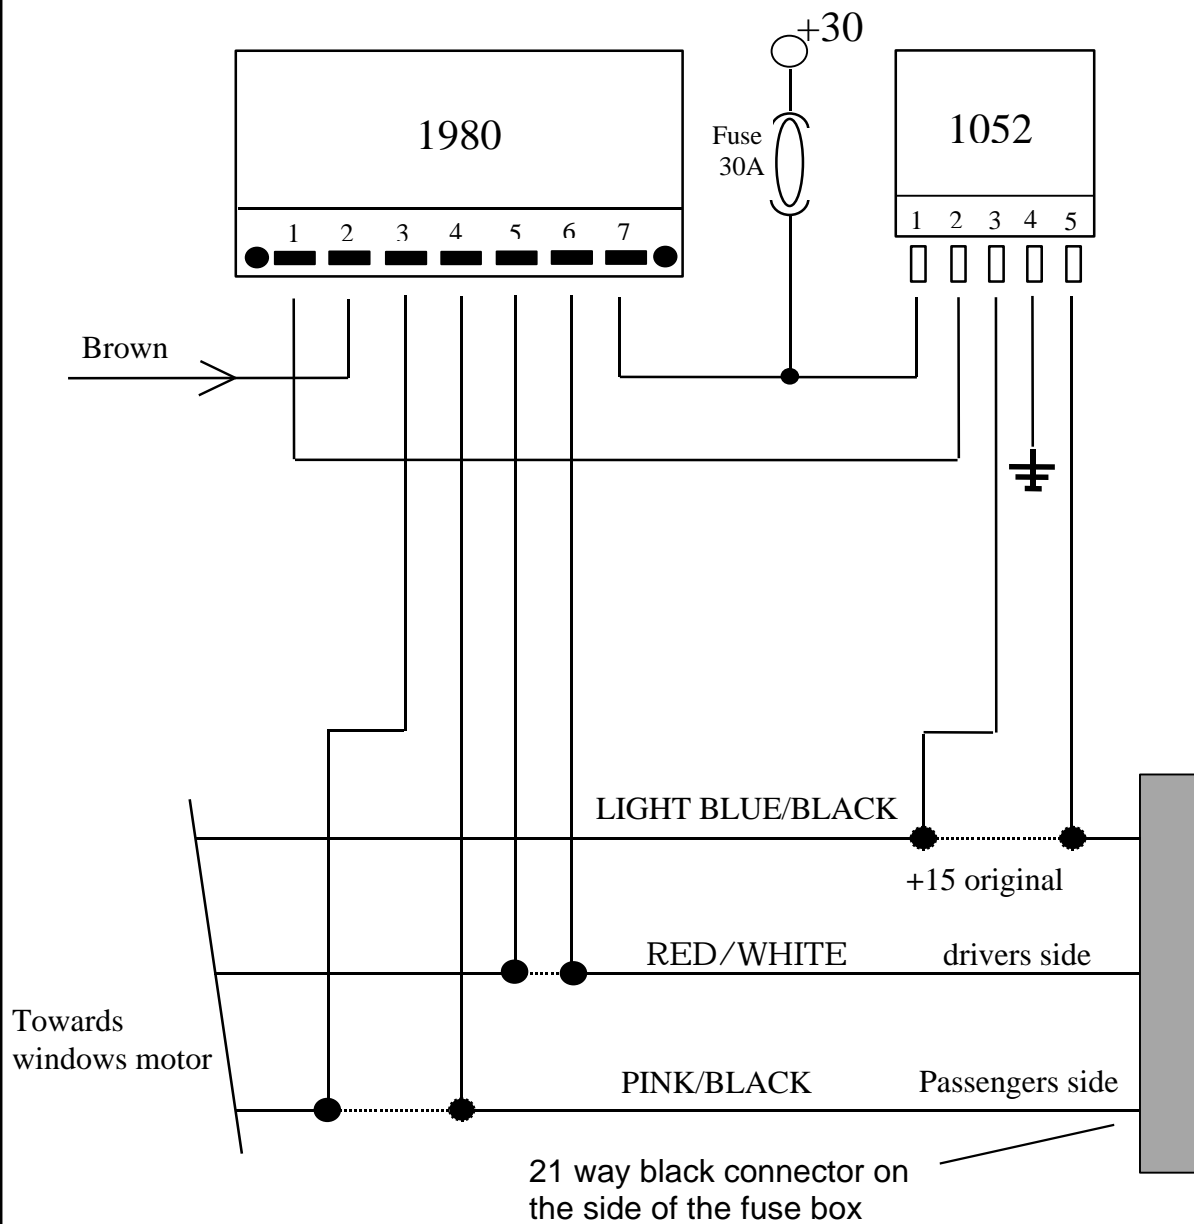 +30
1980
Fuse
30A
1052
1 2 3 4 5 6 7
1 2 3 4 5
Brown
LIGHT BLUE/BLACK
+15 original
RED/WHITE
drivers side
Towards
windows motor
PINK/BLACK
Passengers side
21 way black connector on
the side of the fuse box